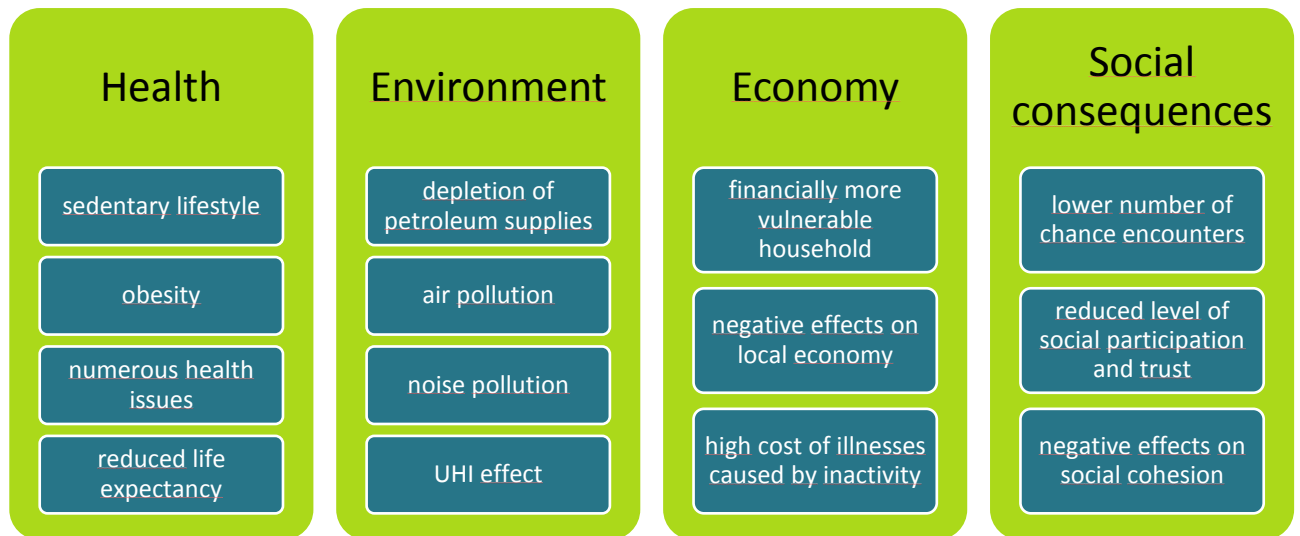 Health
sedentary lifestyle
obesity
numerous health
issues
reduced life
expectancy
Environment
depletion of
petroleum supplies
air pollution
noise pollution
UHI effect
Economy
financially more
vulnerable
household
negative effects on
local economy
high cost of illnesses
caused by inactivity
Social
consequences
lower number of
chance encounters
reduced level of
social participation
and trust
negative effects on
social cohesion